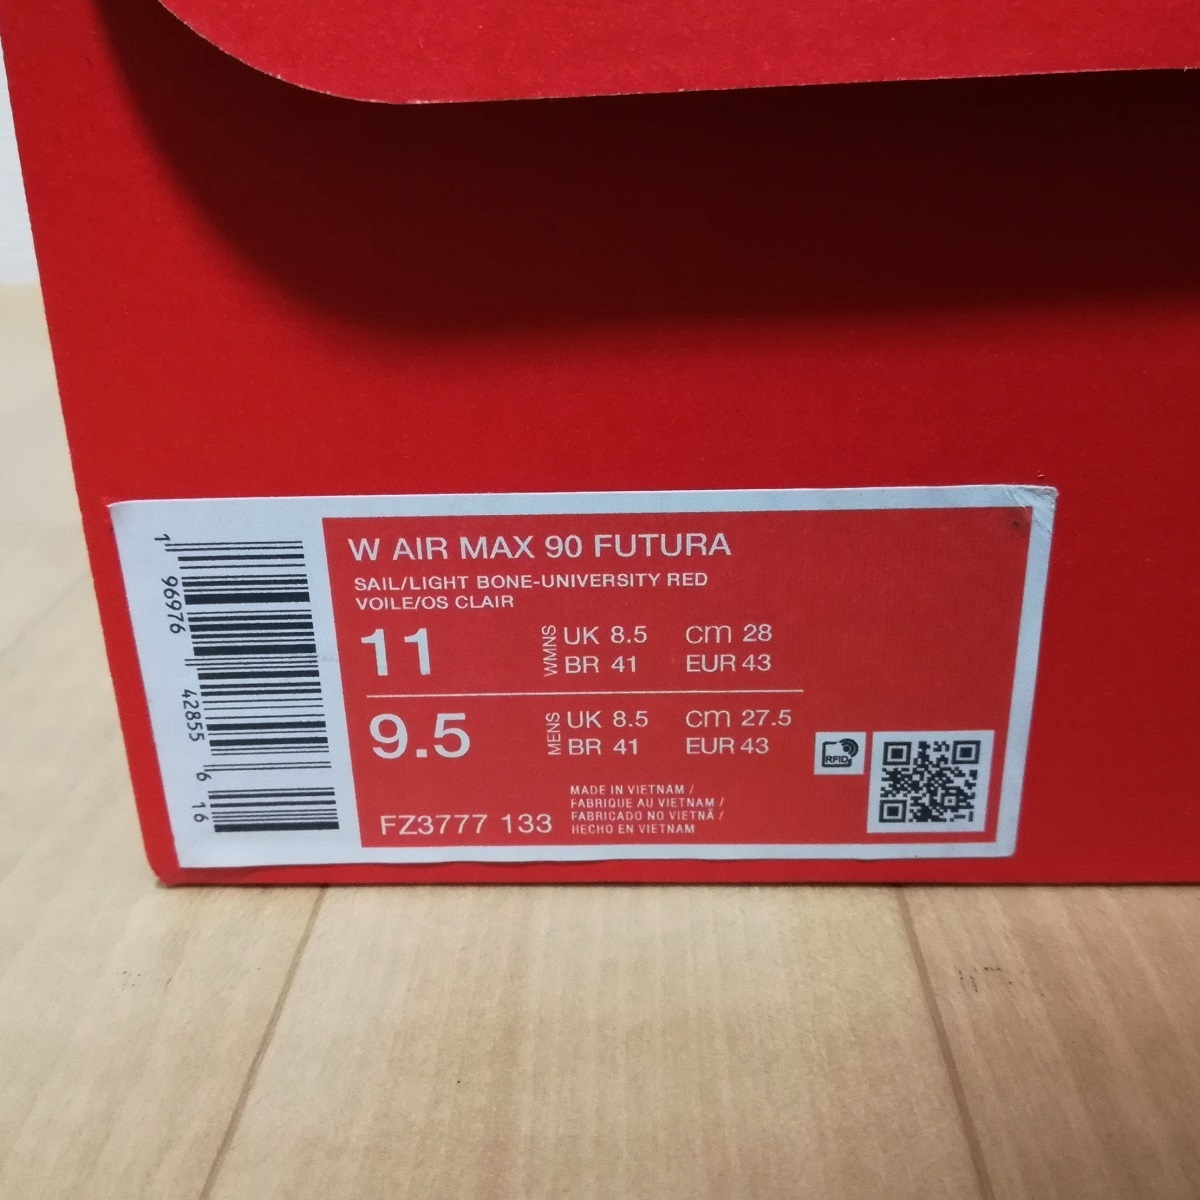 W AIR MAX 90 FUTURA
SAIL/LIGHT BONE-UNIVERSITY RED
VOILE/OS CLAIR
11 WMNS UK 8.5 cm 28
BR 41 EUR 43
9.5 MENS UK 8.5 cm 27.5
BR 41 EUR 43
FZ3777 133
MADE IN VIETNAM /
FABRIQUE AU VIETNAM /
FABRICADO NO VIETNÃ /
HECHO EN VIETNAM
RFID
1 96976 42855 6 16